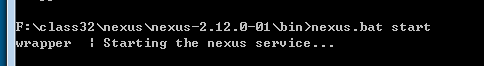 F:\class32\nexus\nexus-2.12.0-01\bin>nexus.bat start
wrapper  | Starting the nexus service...